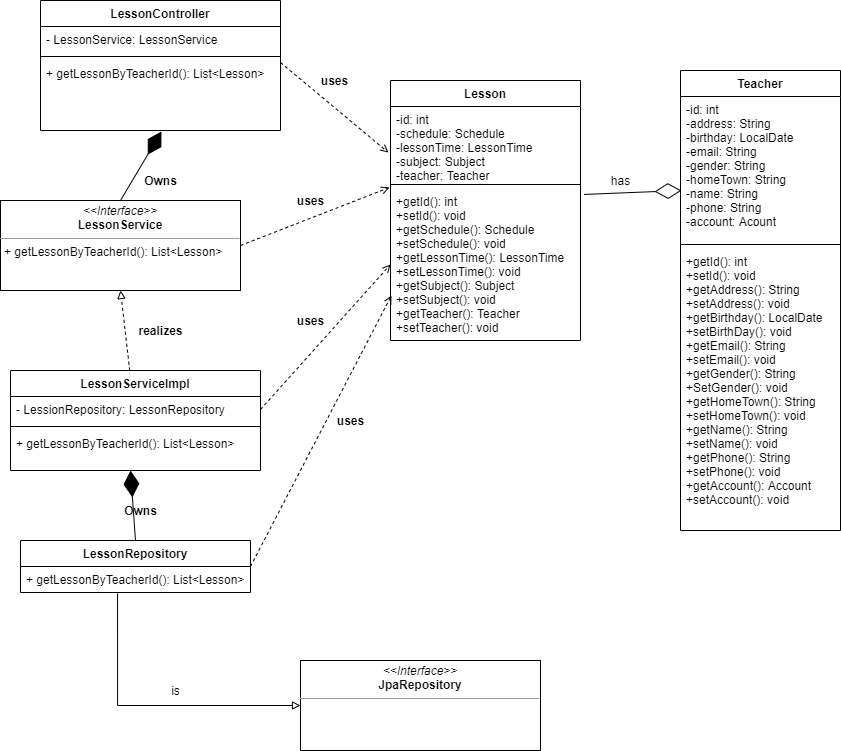 LessonController
- LessonService: LessonService
+ getLessonByTeacherId(): List<Lesson>
uses
Owns
<<Interface>>
LessonService
+ getLessonByTeacherId(): List<Lesson>
uses
realizes
LessonServiceImpl
- LessionRepository: LessonRepository
+ getLessonByTeacherId(): List<Lesson>
uses
Owns
LessonRepository
+ getLessonByTeacherId(): List<Lesson>
uses
is
<<Interface>>
JpaRepository
Lesson
-id: int
-schedule: Schedule
-lessonTime: LessonTime
-subject: Subject
-teacher: Teacher
+getId(): int
+setId(): void
+getSchedule(): Schedule
+setSchedule(): void
+getLessonTime(): LessonTime
+setLessonTime(): void
+getSubject(): Subject
+setSubject(): void
+getTeacher(): Teacher
+setTeacher(): void
has
Teacher
-id: int
-address: String
-birthday: LocalDate
-email: String
-gender: String
-homeTown: String
-name: String
-phone: String
-account: Acount
+getId(): int
+setId(): void
+getAddress(): String
+setAddress(): void
+getBirthday(): LocalDate
+setBirthDay(): void
+getEmail(): String
+setEmail(): void
+getGender(): String
+SetGender(): void
+getHomeTown(): String
+setHomeTown(): void
+getName(): String
+setName(): void
+getPhone(): String
+setPhone(): void
+getAccount(): Account
+setAccount(): void